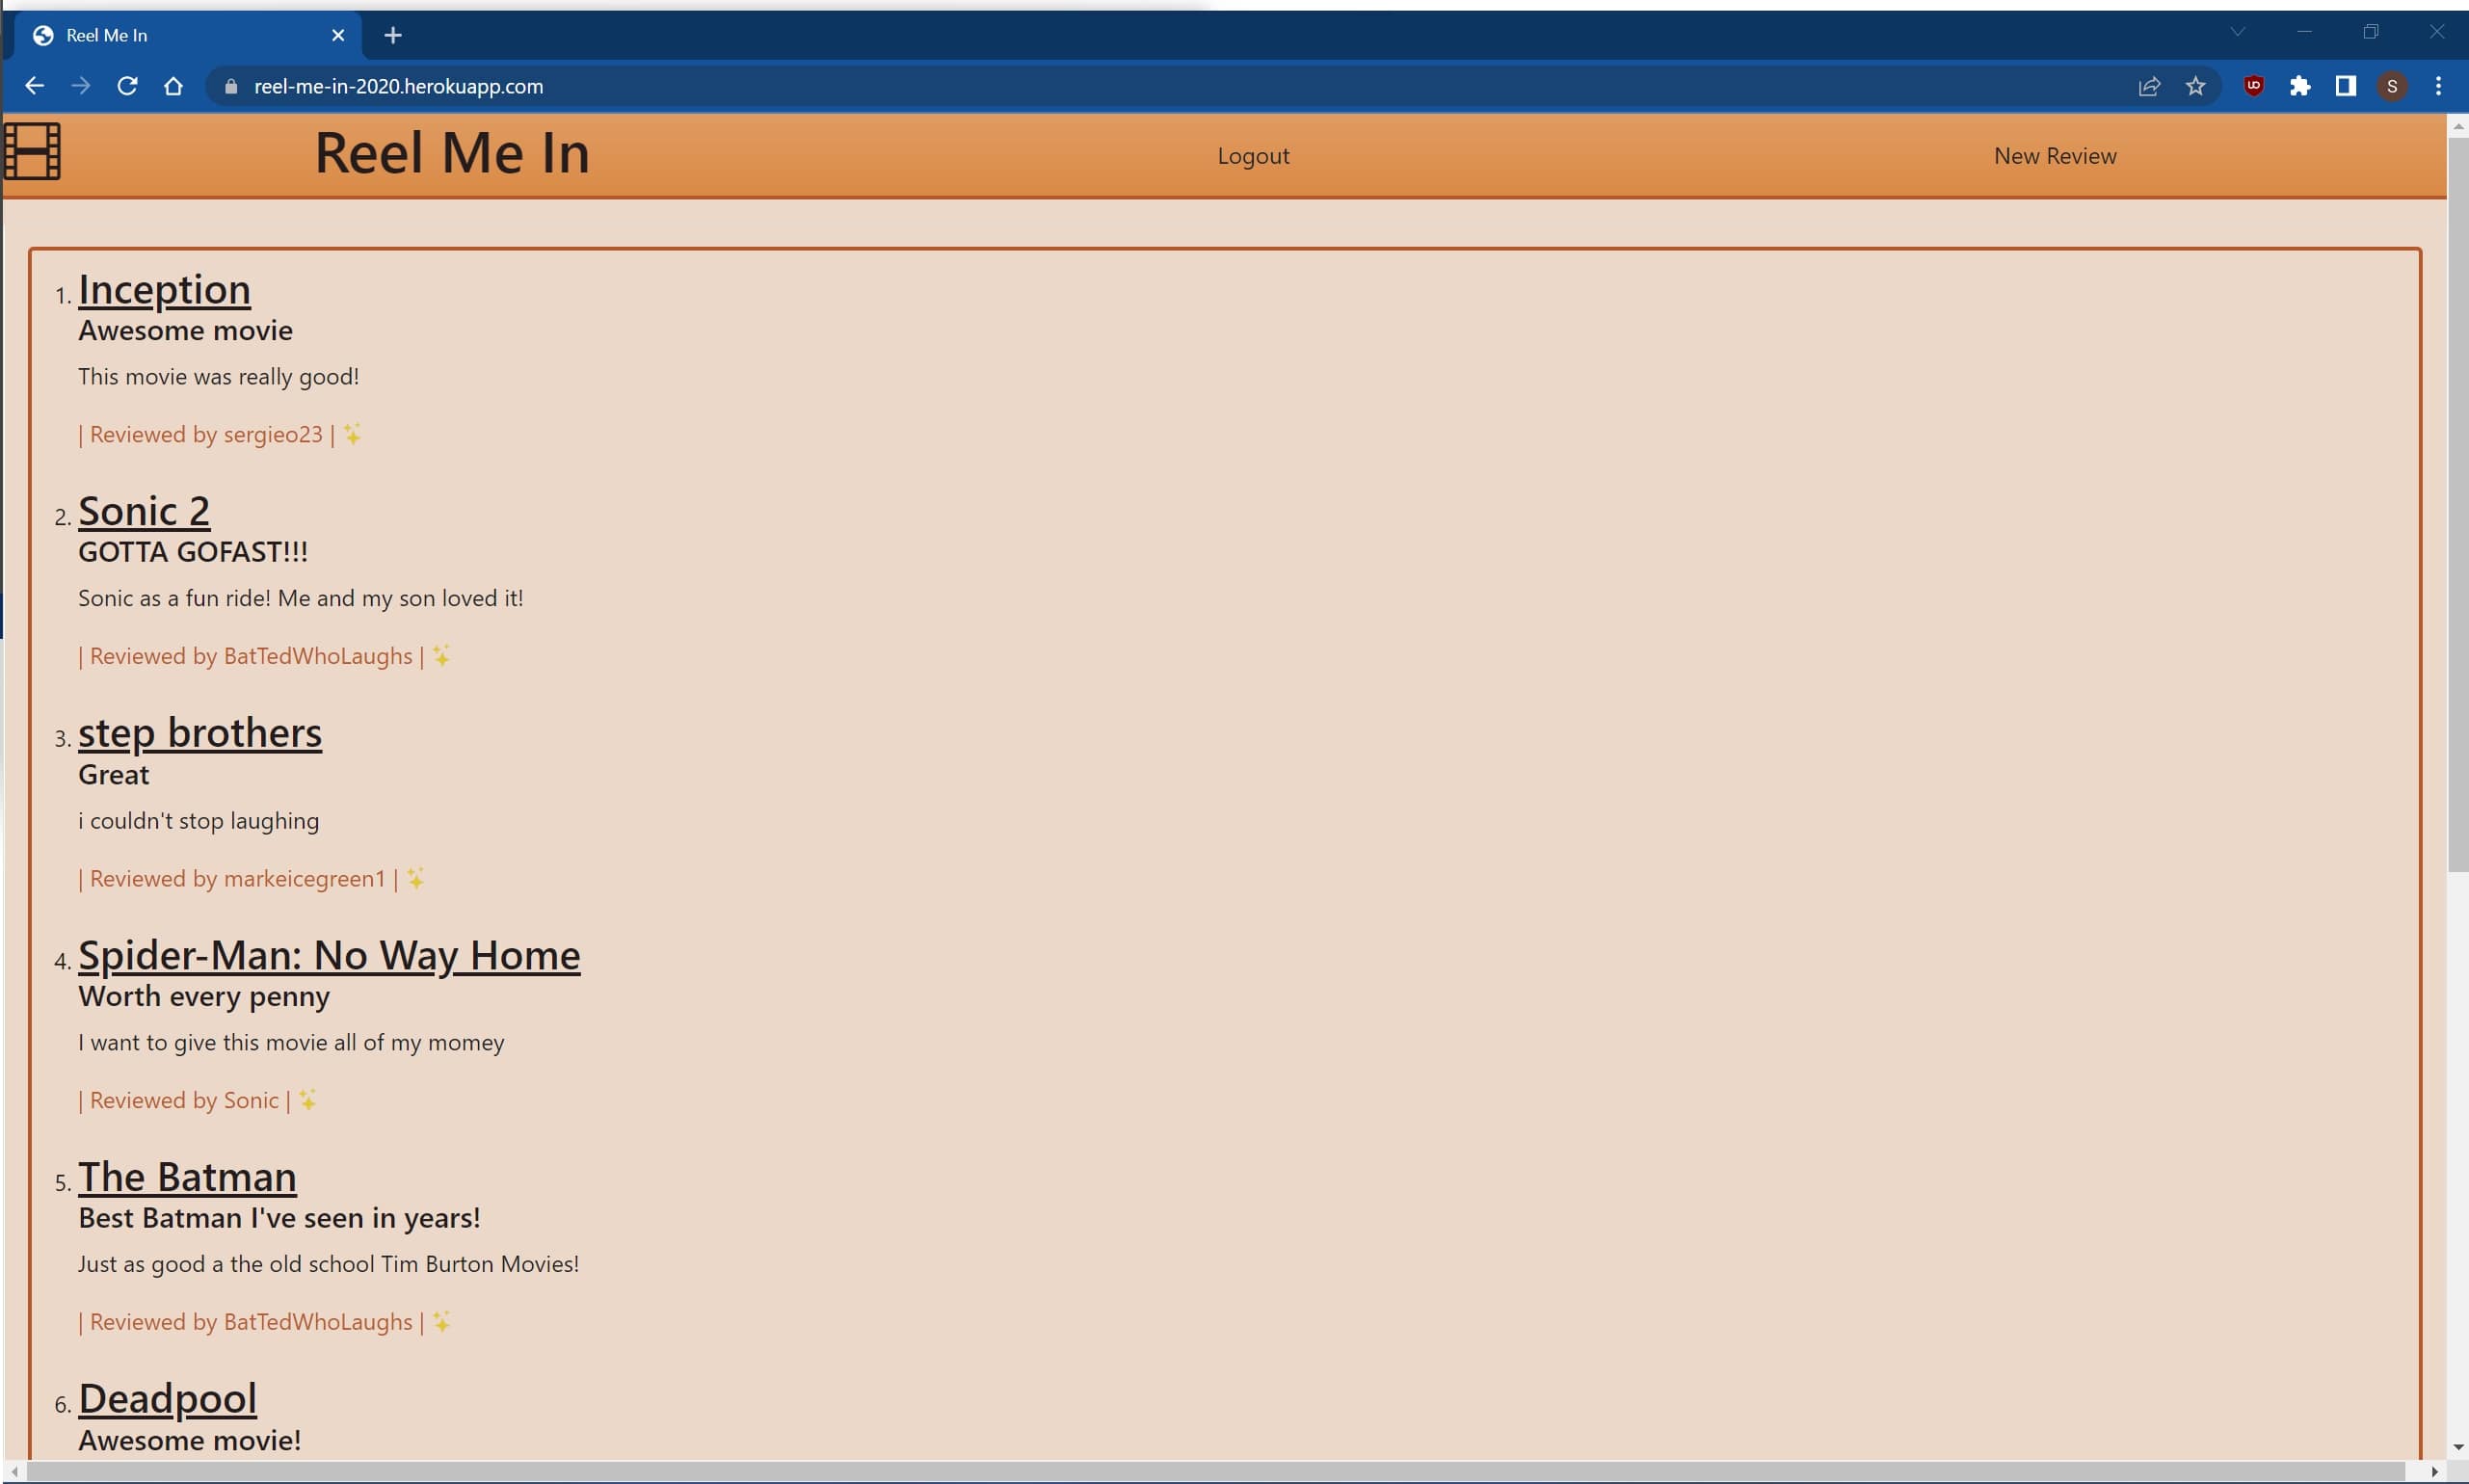 Reel Me In
reel-me-in-2020.herokuapp.com
S
Reel Me In
Logout
New Review
1. Inception
Awesome movie
This movie was really good!
| Reviewed by sergieo23 | ✨
2. Sonic 2
GOTTA GOFAST!!!
Sonic as a fun ride! Me and my son loved it!
| Reviewed by BatTedWhoLaughs | ✨
3. step brothers
Great
i couldn't stop laughing
| Reviewed by markeicegreen1 | ✨
4. Spider-Man: No Way Home
Worth every penny
I want to give this movie all of my momey
| Reviewed by Sonic | ✨
5. The Batman
Best Batman I've seen in years!
Just as good a the old school Tim Burton Movies!
| Reviewed by BatTedWhoLaughs | ✨
6. Deadpool
Awesome movie!